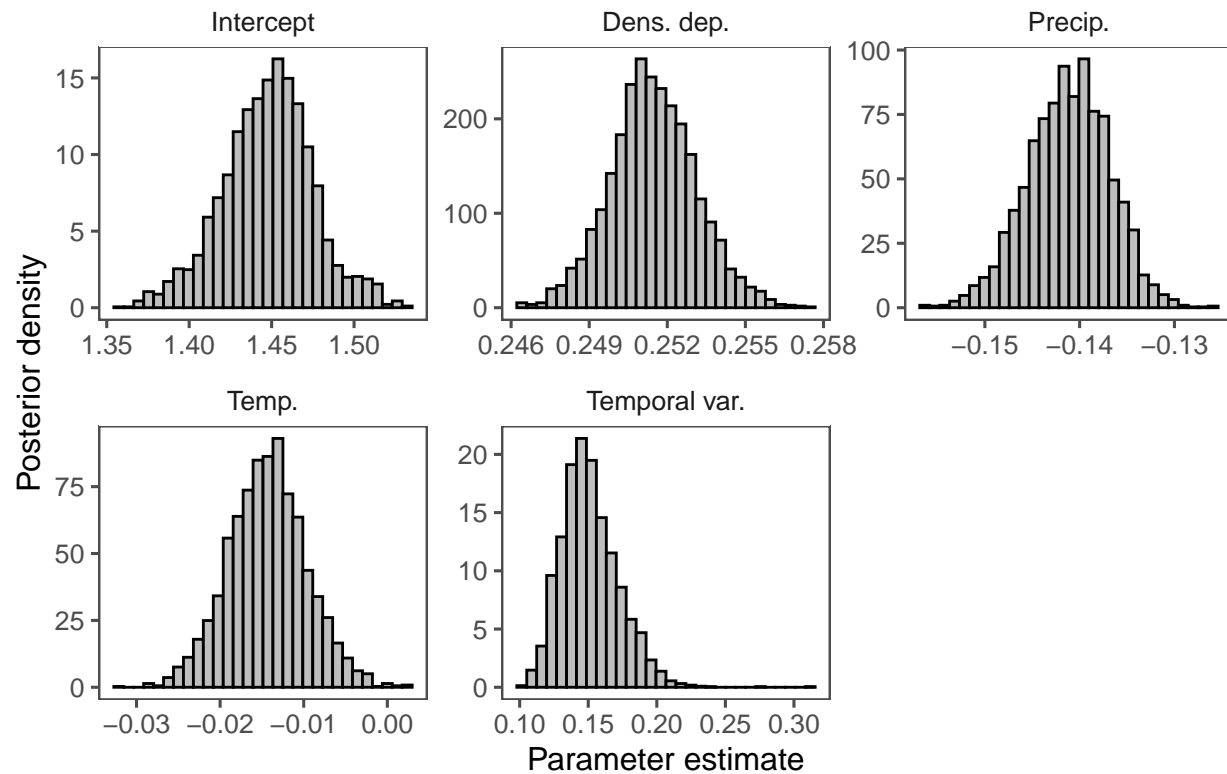 Intercept
Dens. dep.
Precip.
15
10
5
0
1.35 1.40 1.45 1.50
200
100
0
0.246 0.249 0.252 0.255 0.258
100
75
50
25
0
−0.15 −0.14 −0.13
Posterior density
Temp.
Temporal var.
75
50
25
0
−0.03 −0.02 −0.01 0.00
20
15
10
5
0
0.10 0.15 0.20 0.25 0.30
Parameter estimate